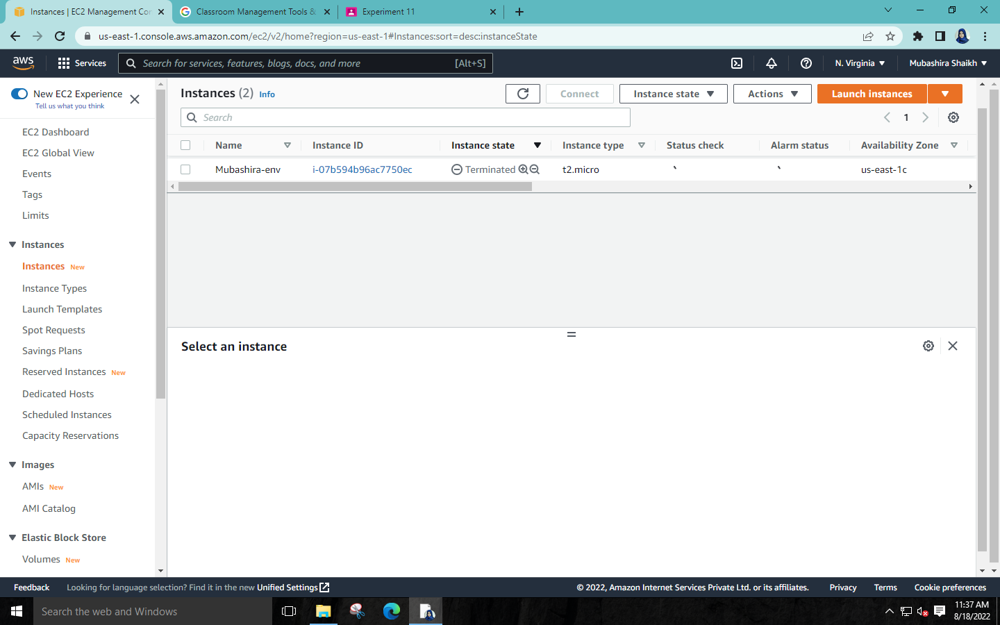 Instances | EC2 Management Con
Classroom Management Tools &
Experiment 11
us-east-1.console.aws.amazon.com/ec2/v2/home?region=us-east-1#Instances:sort=desc:instanceState
aws
Services
Search for services, features, blogs, docs, and more
[Alt+S]
N. Virginia
Mubashira Shaikh
New EC2 Experience
Tell us what you think
EC2 Dashboard
EC2 Global View
Events
Tags
Limits
Instances
Instances New
Instance Types
Launch Templates
Spot Requests
Savings Plans
Reserved Instances New
Dedicated Hosts
Scheduled Instances
Capacity Reservations
Images
AMIs New
AMI Catalog
Elastic Block Store
Volumes New
Instances (2) Info
Connect
Instance state
Actions
Launch instances
Search
1
Name Instance ID Instance state Instance type Status check Alarm status Availability Zone
Mubashira-env i-07b594b96ac7750ec Terminated t2.micro us-east-1c
Select an instance
Feedback Looking for language selection? Find it in the new Unified Settings
© 2022, Amazon Internet Services Private Ltd. or its affiliates. Privacy Terms Cookie preferences
Search the web and Windows
11:37 AM
8/18/2022